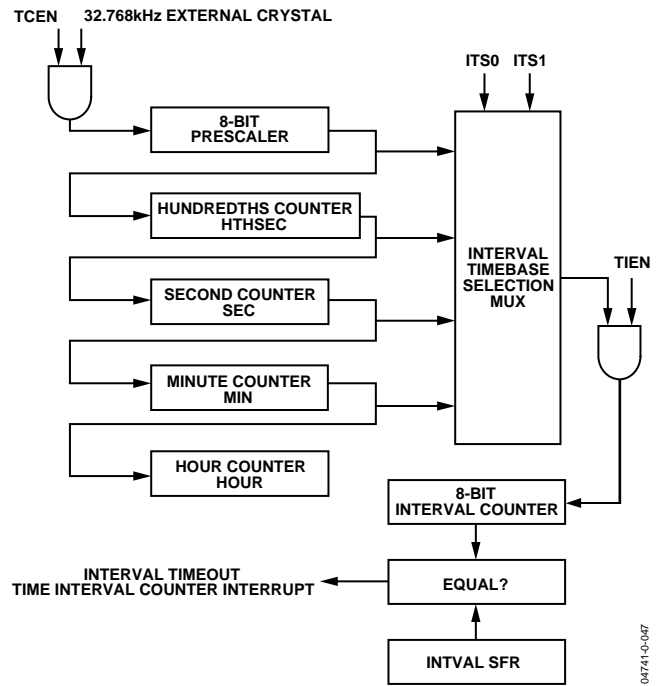 TCEN 32.768kHz EXTERNAL CRYSTAL
ITS0 ITS1
8-BIT
PRESCALER
HUNDREDTHS COUNTER
HTHSEC
INTERVAL
TIMEBASE
SELECTION
MUX
TIEN
SECOND COUNTER
SEC
MINUTE COUNTER
MIN
HOUR COUNTER
HOUR
8-BIT
INTERVAL COUNTER
INTERVAL TIMEOUT
TIME INTERVAL COUNTER INTERRUPT
EQUAL?
INTVAL SFR
04741-0-047